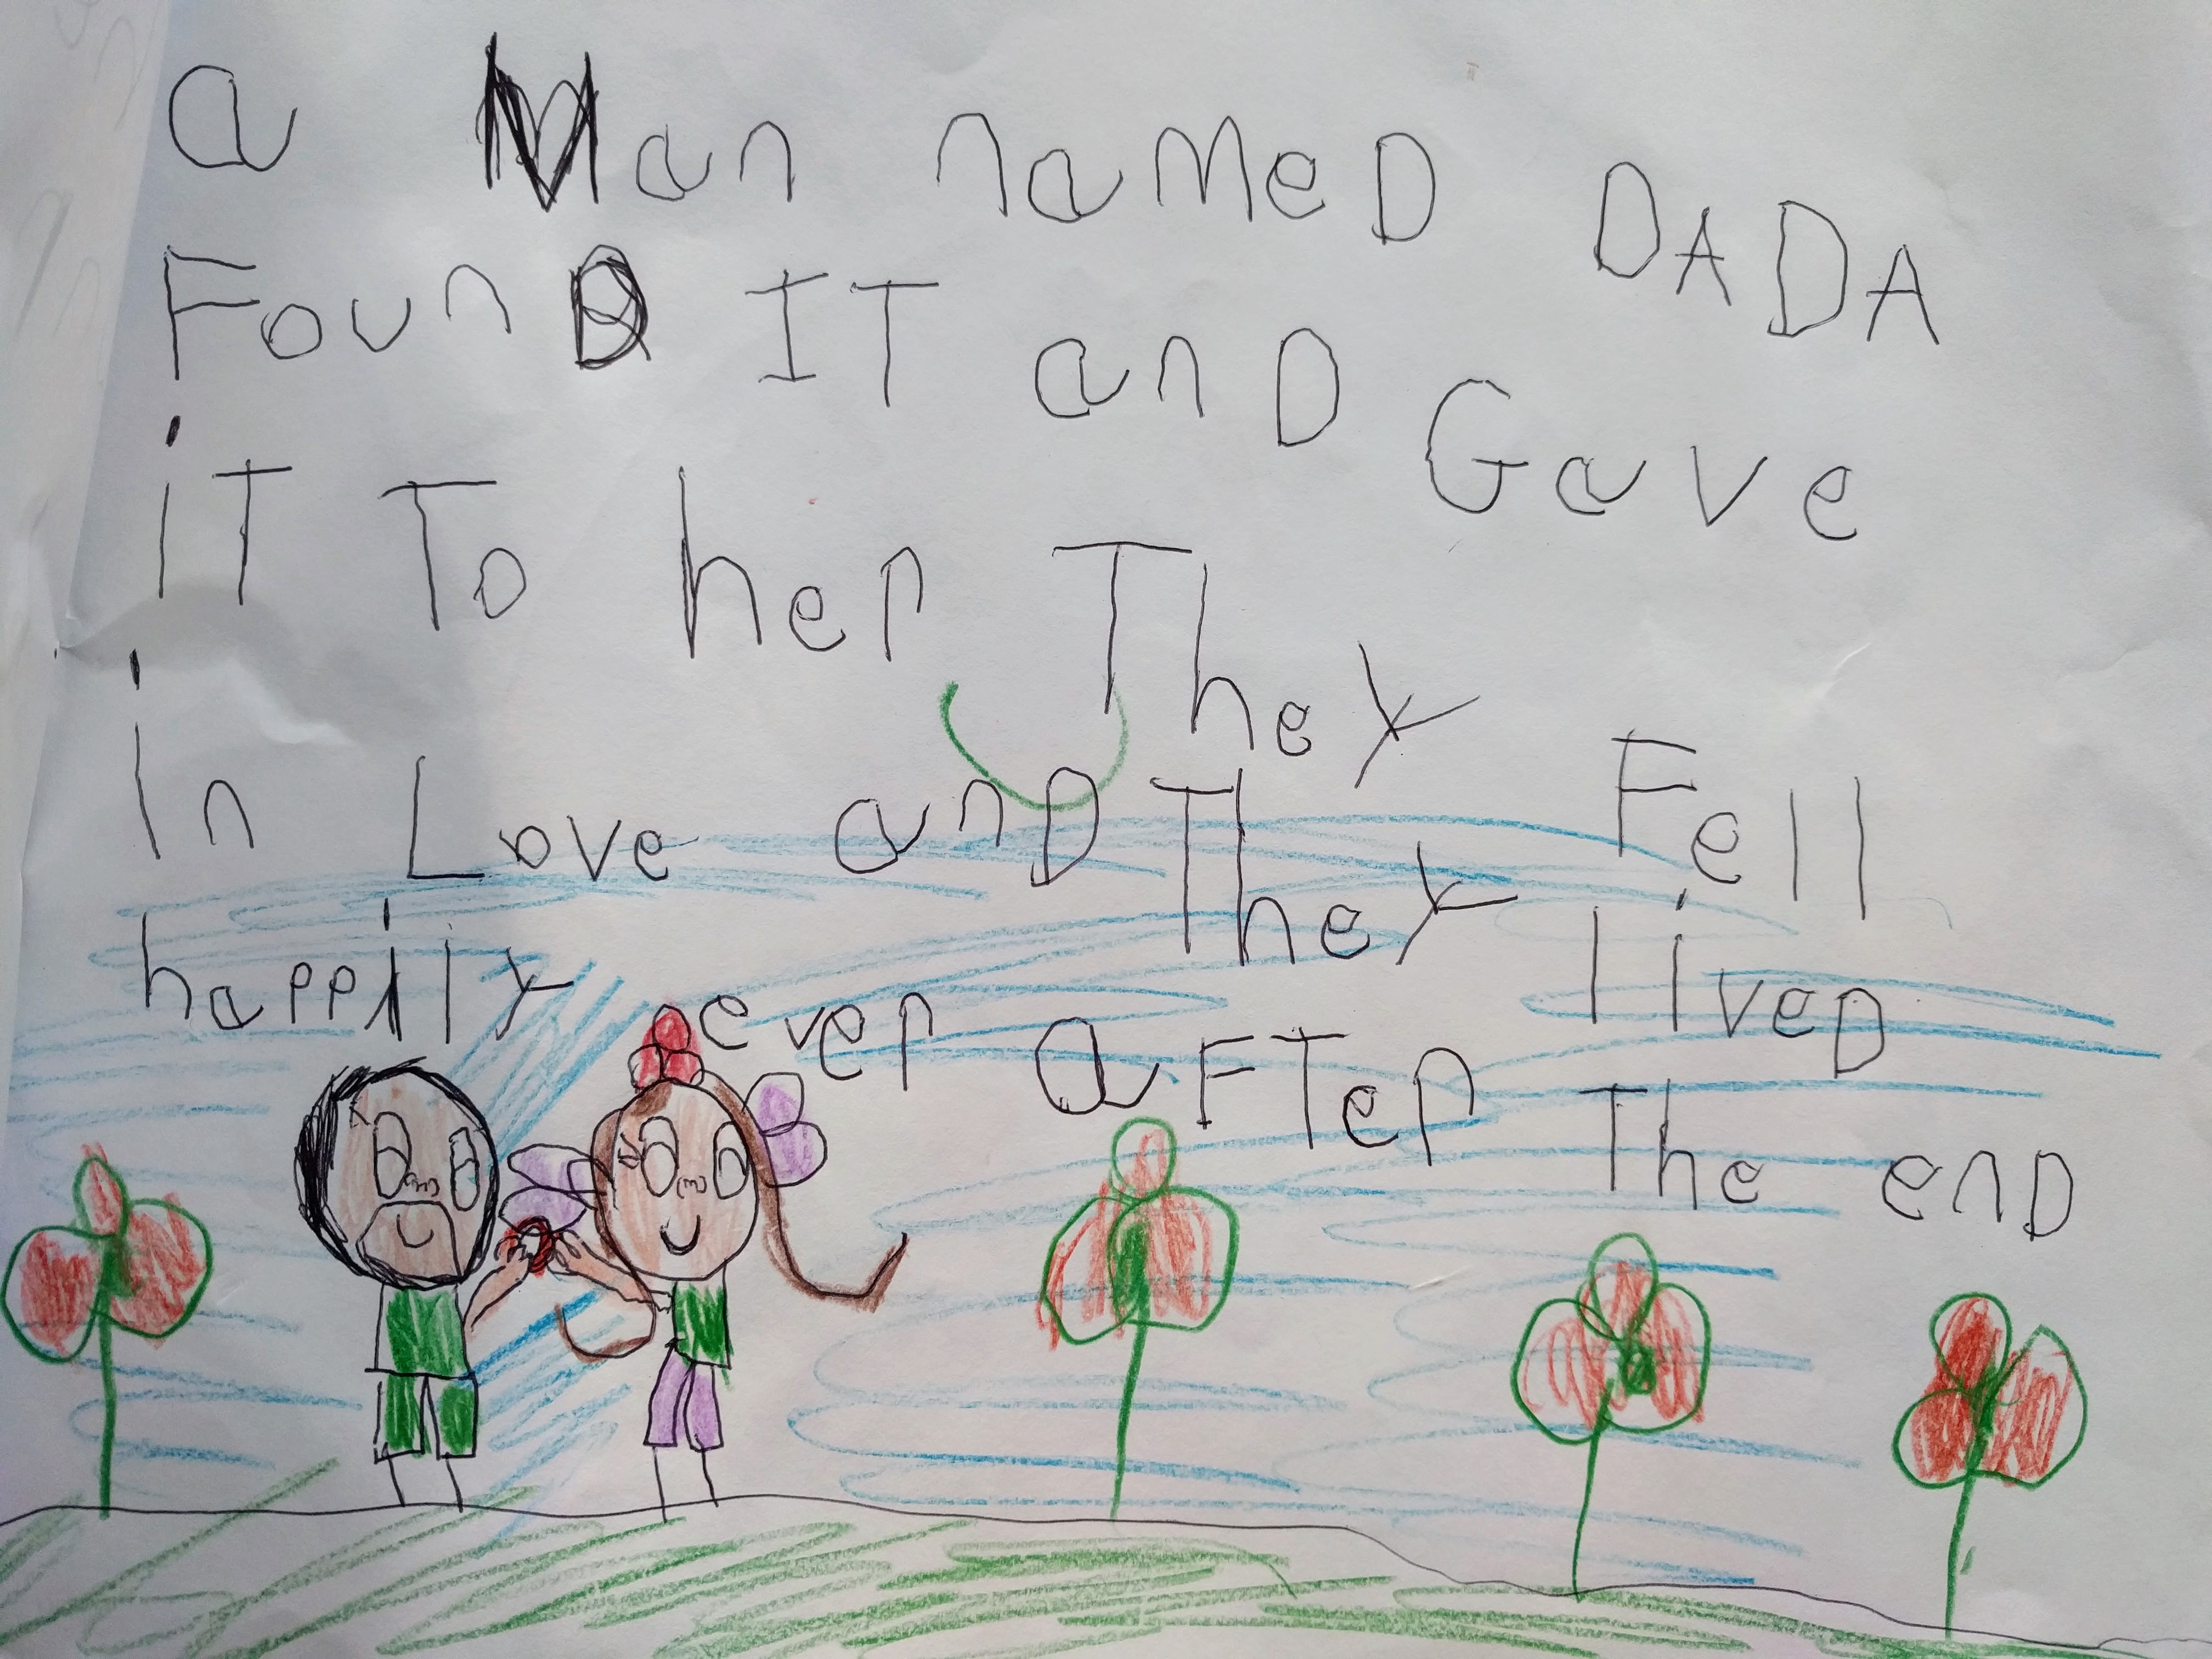 a Man nameD DADA
FounD IT and Gave
iT To her They
Fell
in Love anD They
liveD
happily ever aFTer
The enD